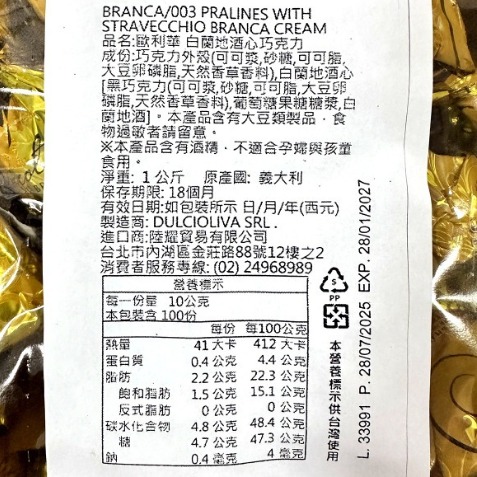 BRANCA/003 PRALINES WITH
STRAVECCHIO BRANCA CREAM
品名:歐利華 白蘭地酒心巧克力
成份:巧克力外殼(可可漿,砂糖,可可脂,
大豆卵磷脂,天然香草香料),白蘭地酒心
[黑巧克力(可可漿,砂糖,可可脂,大豆卵
磷脂,天然香草香料),葡萄糖果糖糖漿,白
蘭地酒]。本產品含有大豆類製品,食
物過敏者請留意。
※本產品含有酒精,不適合孕婦與孩童
食用。
淨重: 1公斤 原產國: 義大利
保存期限: 18個月
有效日期:如包裝所示 日/月/年(西元)
製造商: DULCIOLIVA SRL .
進口商:陸耀貿易有限公司
台北市內湖區金莊路88號12樓之2
消費者服務專線: (02) 24968989
營養標示
每一份量 10公克
本包裝含 100份
每份 每100公克
熱量 41 大卡 412 大卡
蛋白質 0.4 公克 4.4 公克
脂肪 2.2 公克 22.3 公克
飽和脂肪 1.5 公克 15.1 公克
反式脂肪 0 公克 0 公克
碳水化合物 4.8 公克 48.4 公克
糖 4.7 公克 47.3 公克
鈉 0.4 毫克 4 毫克
5
PP
本營養標示供台灣使用
L. 33991 P. 28/07/2025 EXP. 28/01/2027